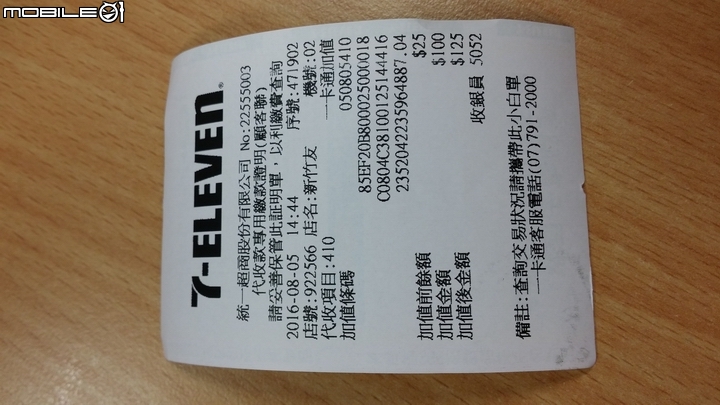 MOBILE01
7-ELEVEN®
統一超商股份有限公司 No:22555003
代收款專用繳款證明(顧客聯)
請妥善保管此証明單，以利繳費查詢
2016-08-05 14:44 序號:471902
店號:922566 店名:新竹友 機號:02
代收項目:410 一卡通加值
加值條碼 050805410
85EF20B800025000018
C0804C38100125144416
2352042235964887.04
加值前餘額 $25
加值金額 $100
加值後金額 $125
收銀員 5052
備註:查詢交易狀況請攜帶此小白單
一卡通客服電話(07)791-2000